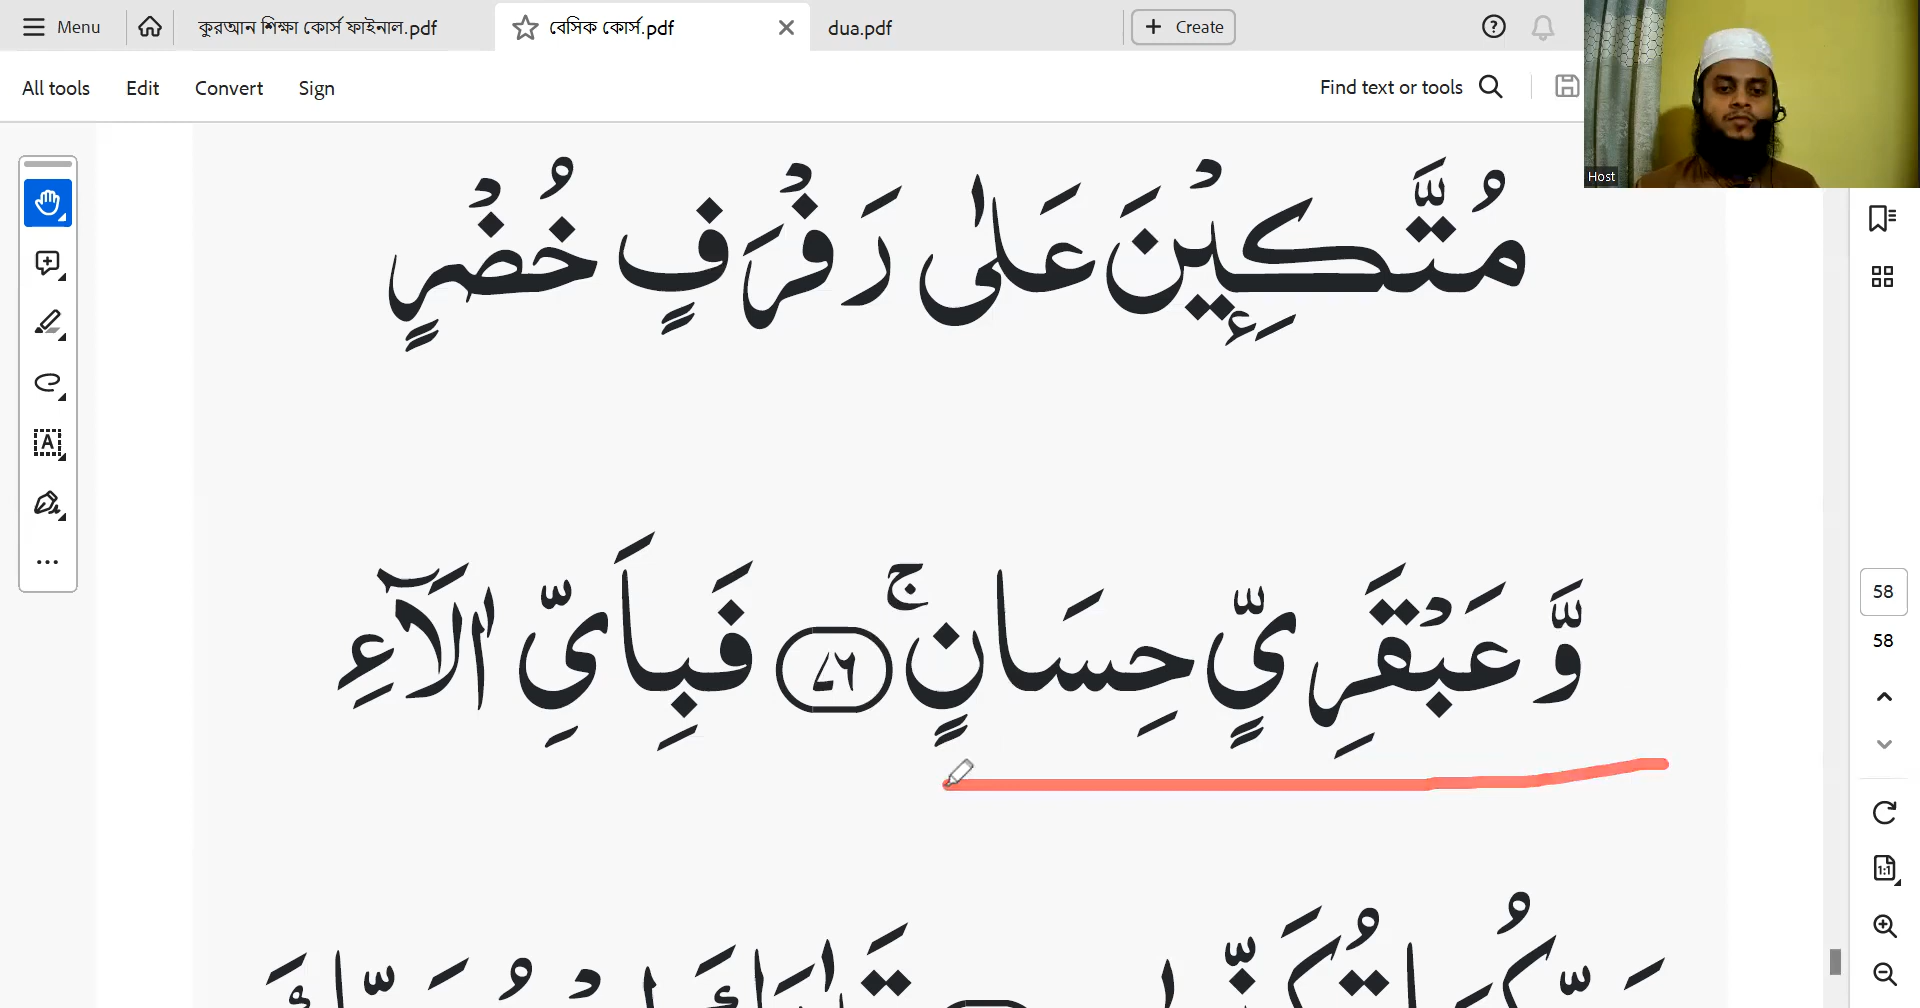 Menu
কুরআন শিক্ষা কোর্স ফাইনাল.pdf
বেসিক কোর্স.pdf
dua.pdf
Create
All tools
Edit
Convert
Sign
Find text or tools
Host
مُتَّكِـِٕيْنَ عَلٰى رَفْرَفٍ خُضْرٍ
وَّ عَبْقَرِيٍّ حِسَانٍۚ ۝٧٦ فَبِاَيِّ اٰلَآءِ
58
58